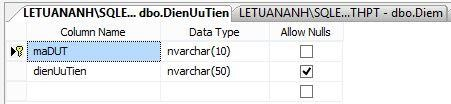 LETUANANH\SQLE... dbo.DienUuTien LETUANANH\SQLE...THPT - dbo.Diem
Column Name Data Type Allow Nulls
maDUT nvarchar(10)
dienUuTien nvarchar(50)